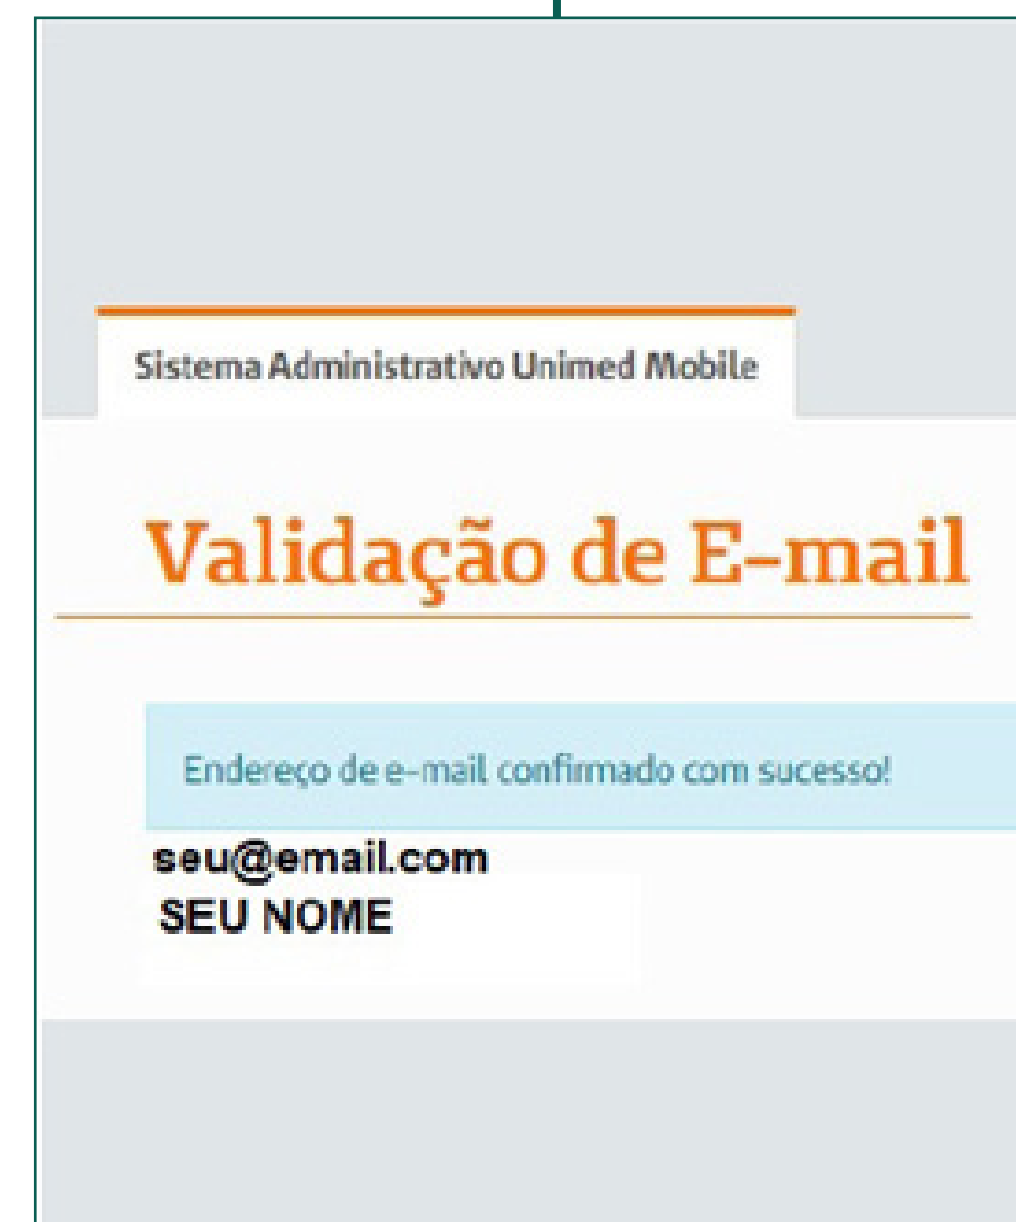 Sistema Administrativo Unimed Mobile
Validação de E-mail
Endereço de e-mail confirmado com sucesso!
seu@email.com
SEU NOME